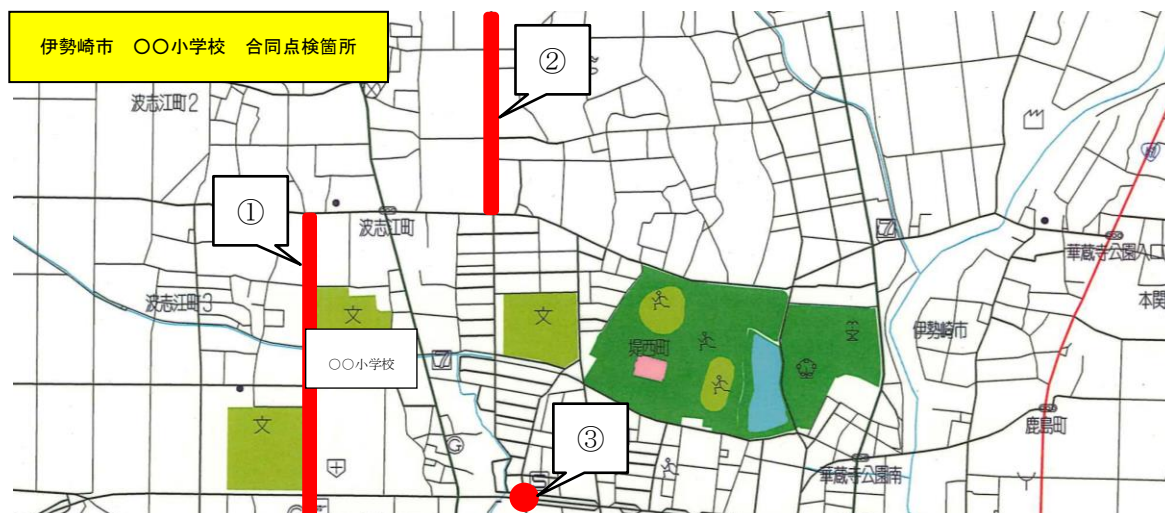 伊勢崎市 〇〇小学校 合同点検箇所
②
波志江町2
①
波志江町
華蔵寺公園入口
波志江町3
文
文
本関
伊勢崎市
〇〇小学校
堤西町
文
③
鹿島町
華蔵寺公園南